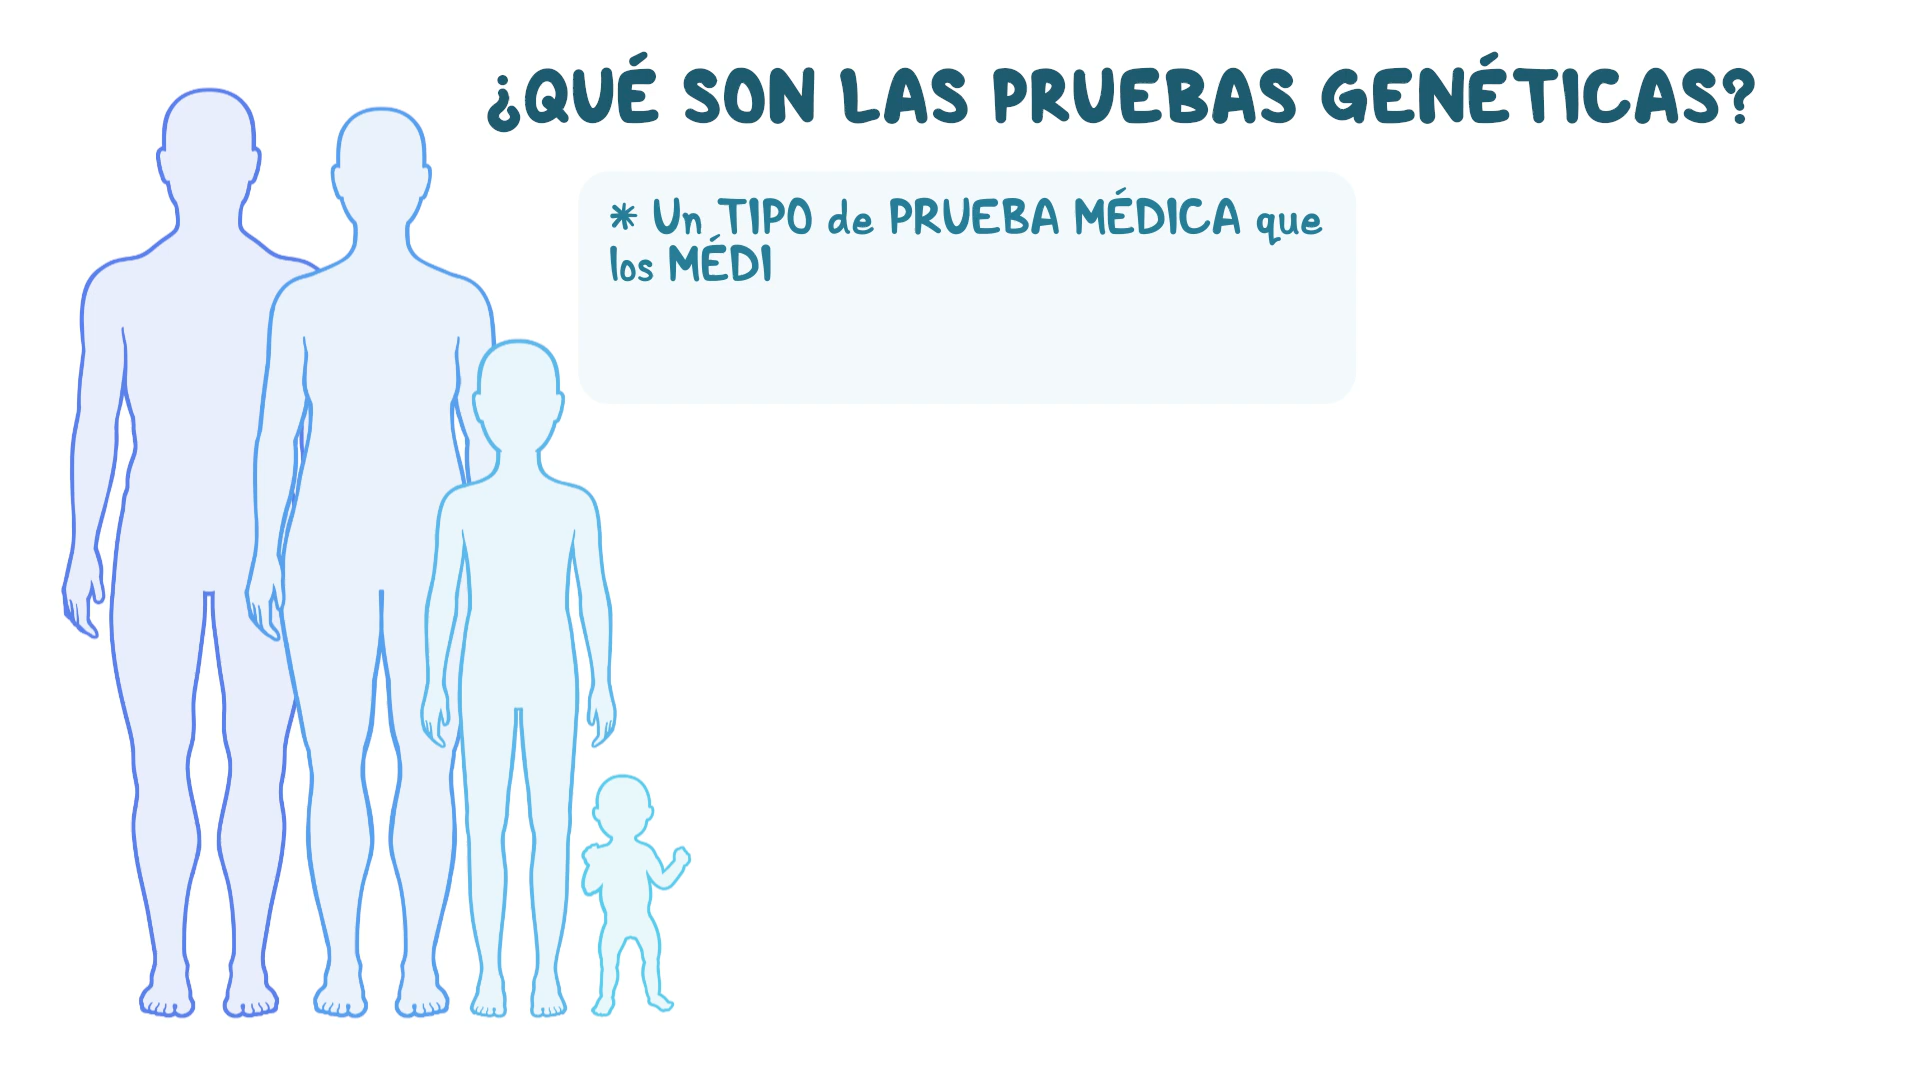 ¿QUÉ SON LAS PRUEBAS GENÉTICAS?
* Un TIPO de PRUEBA MÉDICA que
los MÉDI